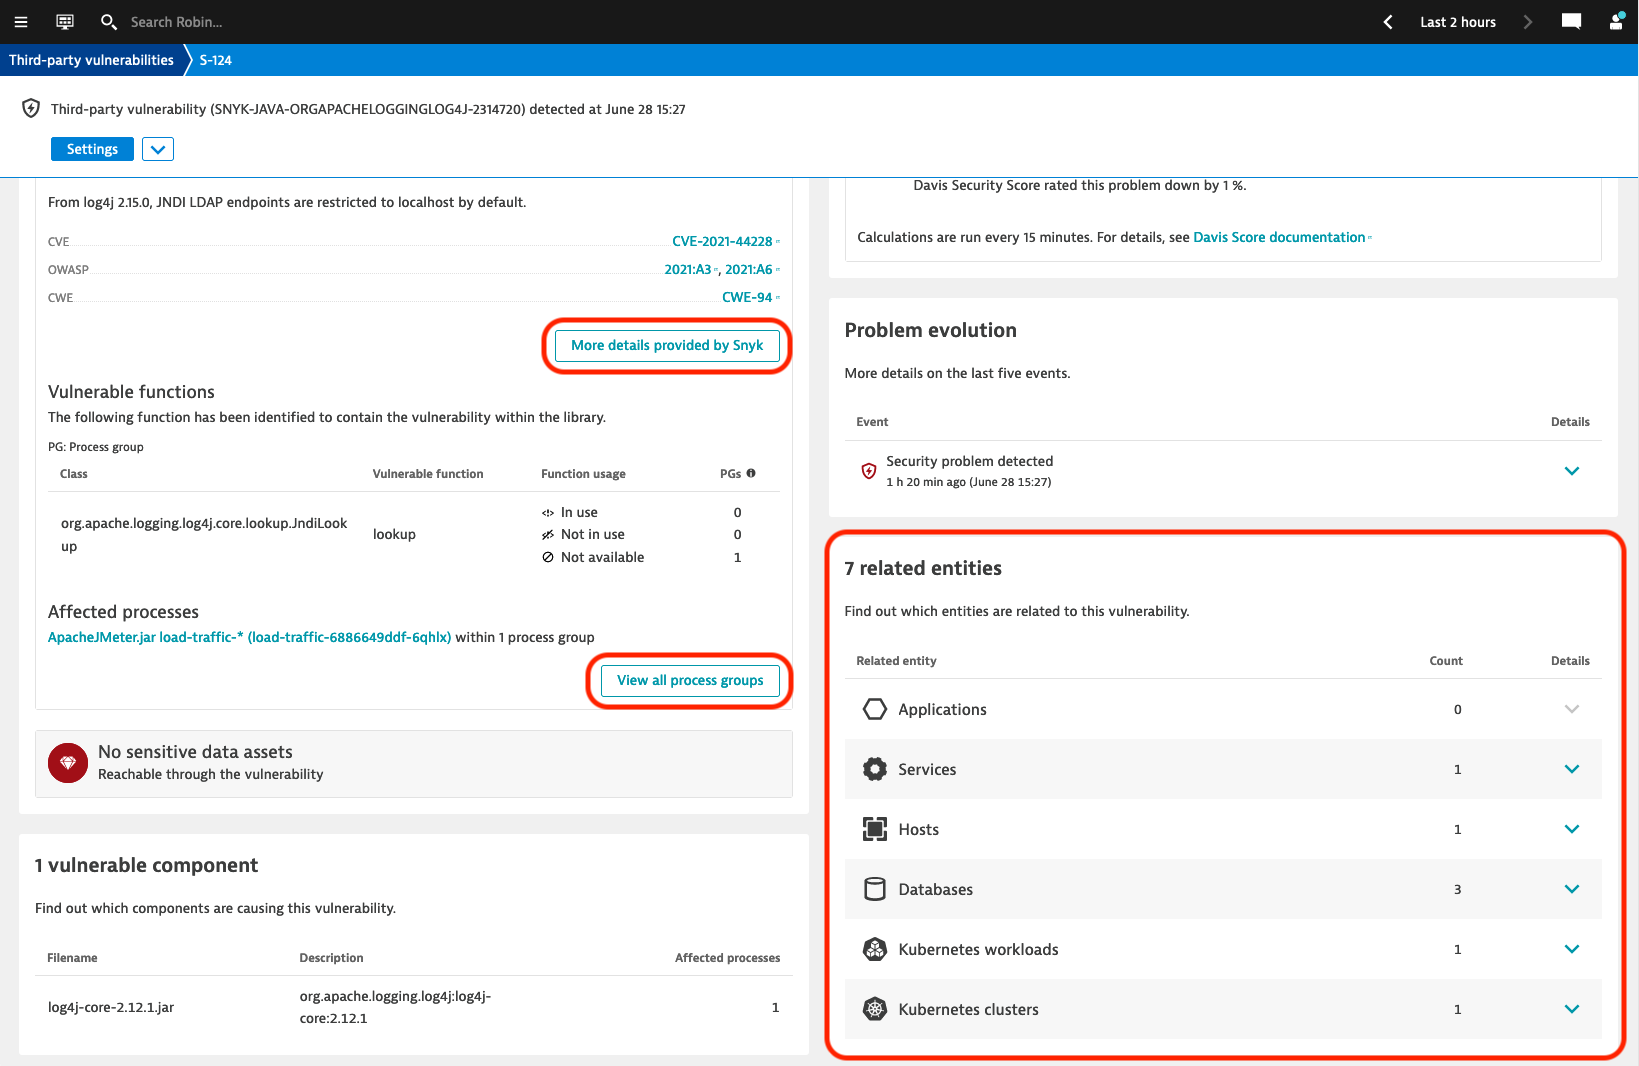 Search Robin...
Last 2 hours
Third-party vulnerabilities
S-124
Third-party vulnerability (SNYK-JAVA-ORGAPACHELOGGINGLOG4J-2314720) detected at June 28 15:27
Settings
From log4j 2.15.0, JNDI LDAP endpoints are restricted to localhost by default.
CVE CVE-2021-44228
OWASP 2021:A3, 2021:A6
CWE CWE-94
More details provided by Snyk
Vulnerable functions
The following function has been identified to contain the vulnerability within the library.
PG: Process group
Class Vulnerable function Function usage PGs
org.apache.logging.log4j.core.lookup.JndiLook
up
lookup
In use 0
Not in use 0
Not available 1
Affected processes
ApacheJMeter.jar load-traffic-* (load-traffic-6886649ddf-6qhlx) within 1 process group
View all process groups
No sensitive data assets
Reachable through the vulnerability
1 vulnerable component
Find out which components are causing this vulnerability.
Filename Description Affected processes
log4j-core-2.12.1.jar
org.apache.logging.log4j:log4j-
core:2.12.1
1
Davis Security Score rated this problem down by 1 %.
Calculations are run every 15 minutes. For details, see Davis Score documentation
Problem evolution
More details on the last five events.
Event Details
Security problem detected
1 h 20 min ago (June 28 15:27)
7 related entities
Find out which entities are related to this vulnerability.
Related entity Count Details
Applications 0
Services 1
Hosts 1
Databases 3
Kubernetes workloads 1
Kubernetes clusters 1